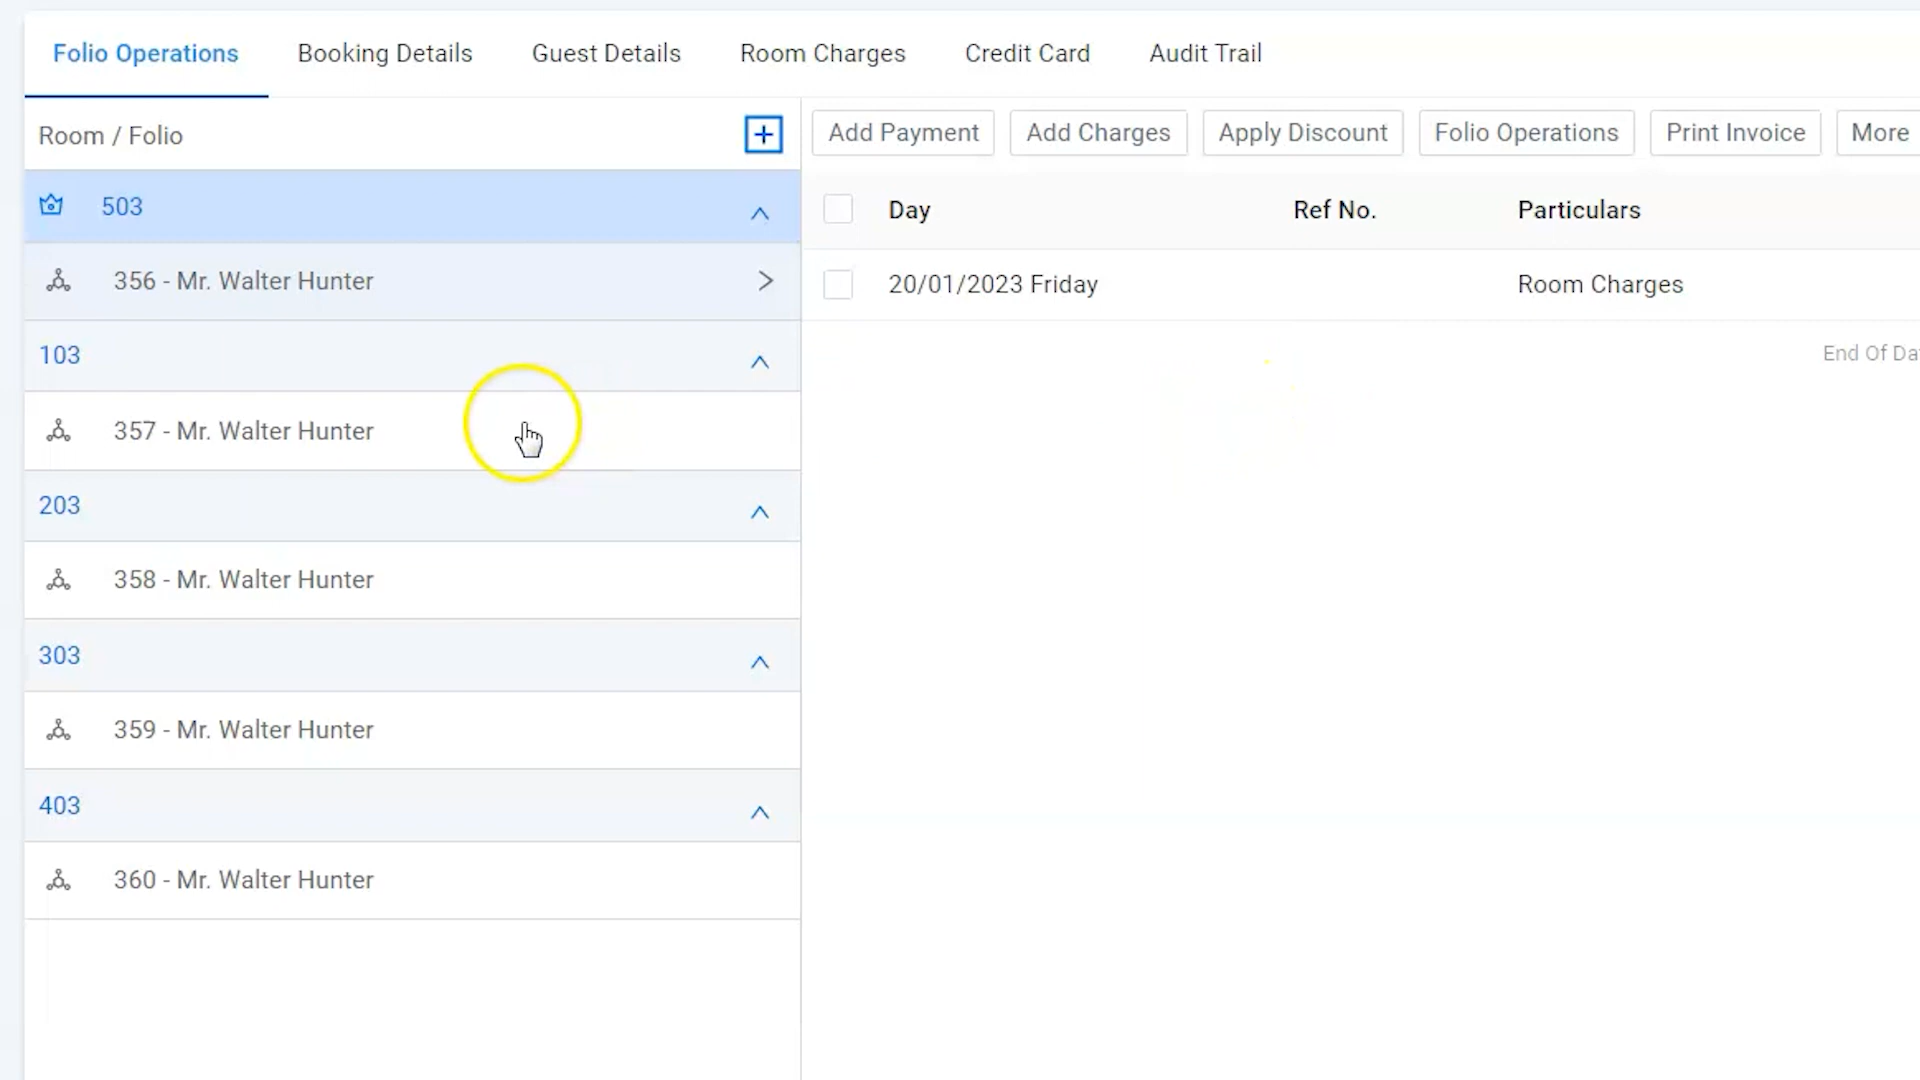 Folio Operations Booking Details Guest Details Room Charges Credit Card Audit Trail
Room / Folio
503
356 - Mr. Walter Hunter
103
357 - Mr. Walter Hunter
203
358 - Mr. Walter Hunter
303
359 - Mr. Walter Hunter
403
360 - Mr. Walter Hunter
Add Payment Add Charges Apply Discount Folio Operations Print Invoice More
Day Ref No. Particulars
20/01/2023 Friday Room Charges
End Of Da